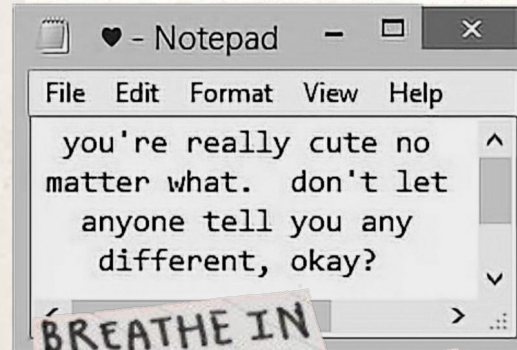 ♥ - Notepad
File Edit Format View Help
you're really cute no
matter what. don't let
anyone tell you any
different, okay?
BREATHE IN